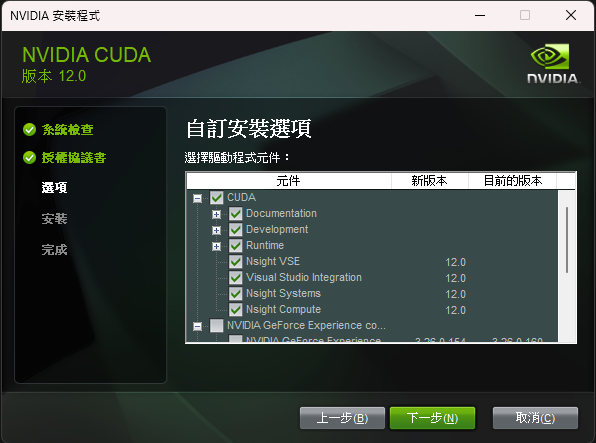 NVIDIA 安裝程式
NVIDIA CUDA
版本 12.0
NVIDIA.
系統檢查
授權協議書
選項
安裝
完成
自訂安裝選項
選擇驅動程式元件：
元件 新版本 目前的版本
CUDA
Documentation
Development
Runtime
Nsight VSE 12.0
Visual Studio Integration 12.0
Nsight Systems 12.0
Nsight Compute 12.0
NVIDIA GeForce Experience co...
NVIDIA GeForce Experience 3.26.0.154 3.26.0.160
上一步(B) 下一步(N) 取消(C)